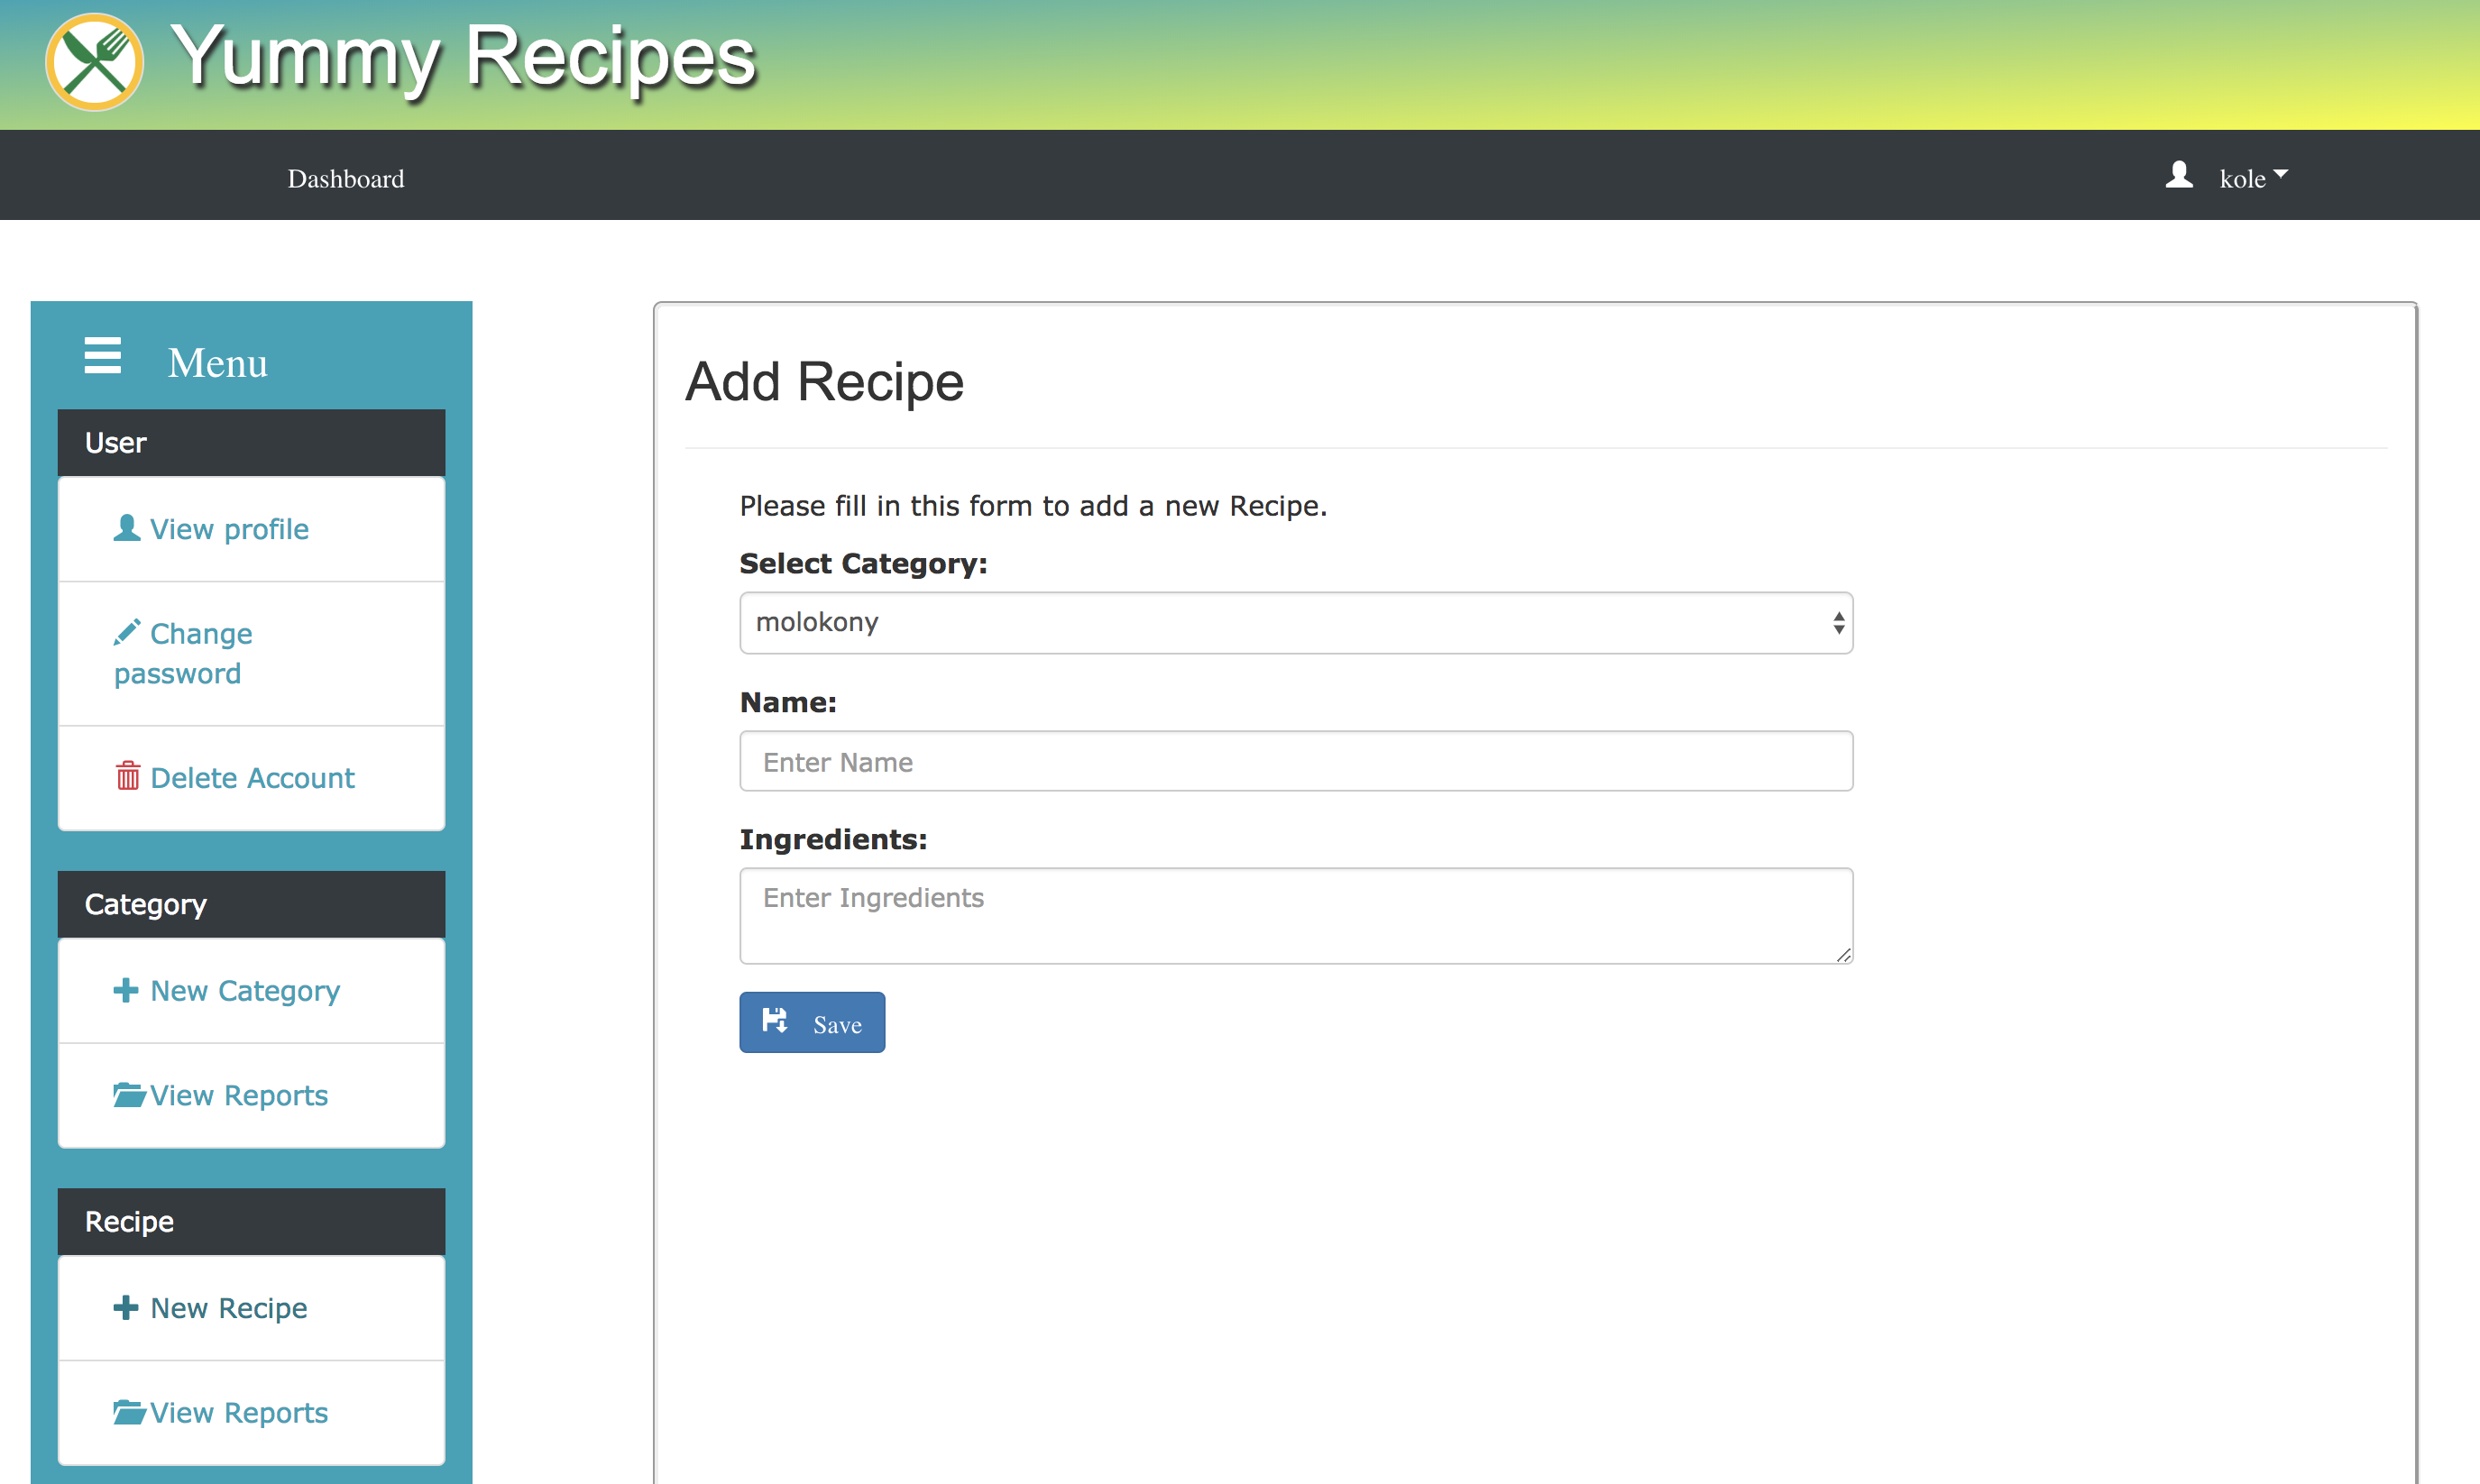 Yummy Recipes
Dashboard
kole
Menu
User
View profile
Change
password
Delete Account
Category
New Category
View Reports
Recipe
New Recipe
View Reports
Add Recipe
Please fill in this form to add a new Recipe.
Select Category:
molokony
Name:
Enter Name
Ingredients:
Enter Ingredients
Save